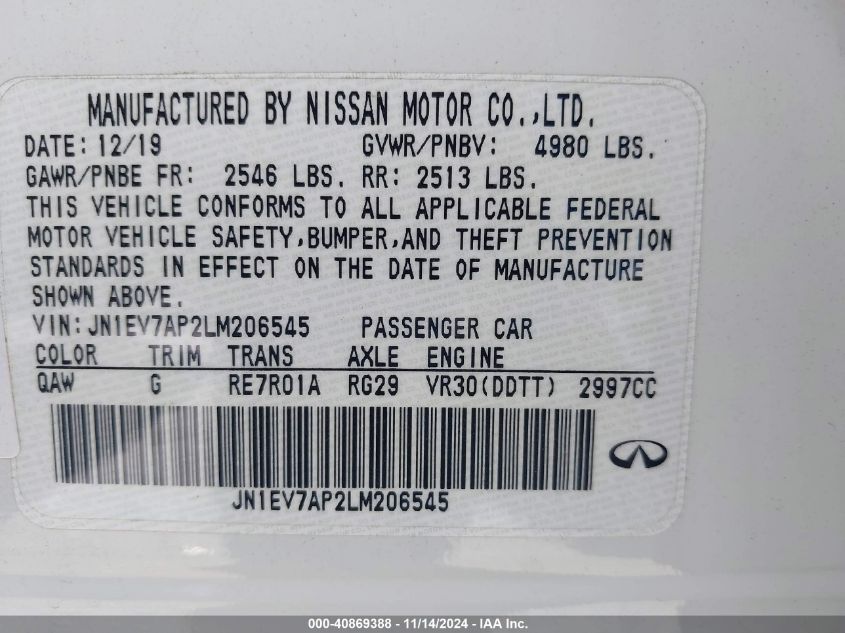 MANUFACTURED BY NISSAN MOTOR CO.,LTD.
DATE: 12/19 GVWR/PNBV: 4980 LBS.
GAWR/PNBE FR: 2546 LBS. RR: 2513 LBS.
THIS VEHICLE CONFORMS TO ALL APPLICABLE FEDERAL
MOTOR VEHICLE SAFETY,BUMPER,AND THEFT PREVENTION
STANDARDS IN EFFECT ON THE DATE OF MANUFACTURE
SHOWN ABOVE.
VIN:JN1EV7AP2LM206545 PASSENGER CAR
COLOR TRIM TRANS AXLE ENGINE
QAW G RE7R01A RG29 VR30(DDTT) 2997CC
JN1EV7AP2LM206545
000-40869388 - 11/14/2024 - IAA Inc.